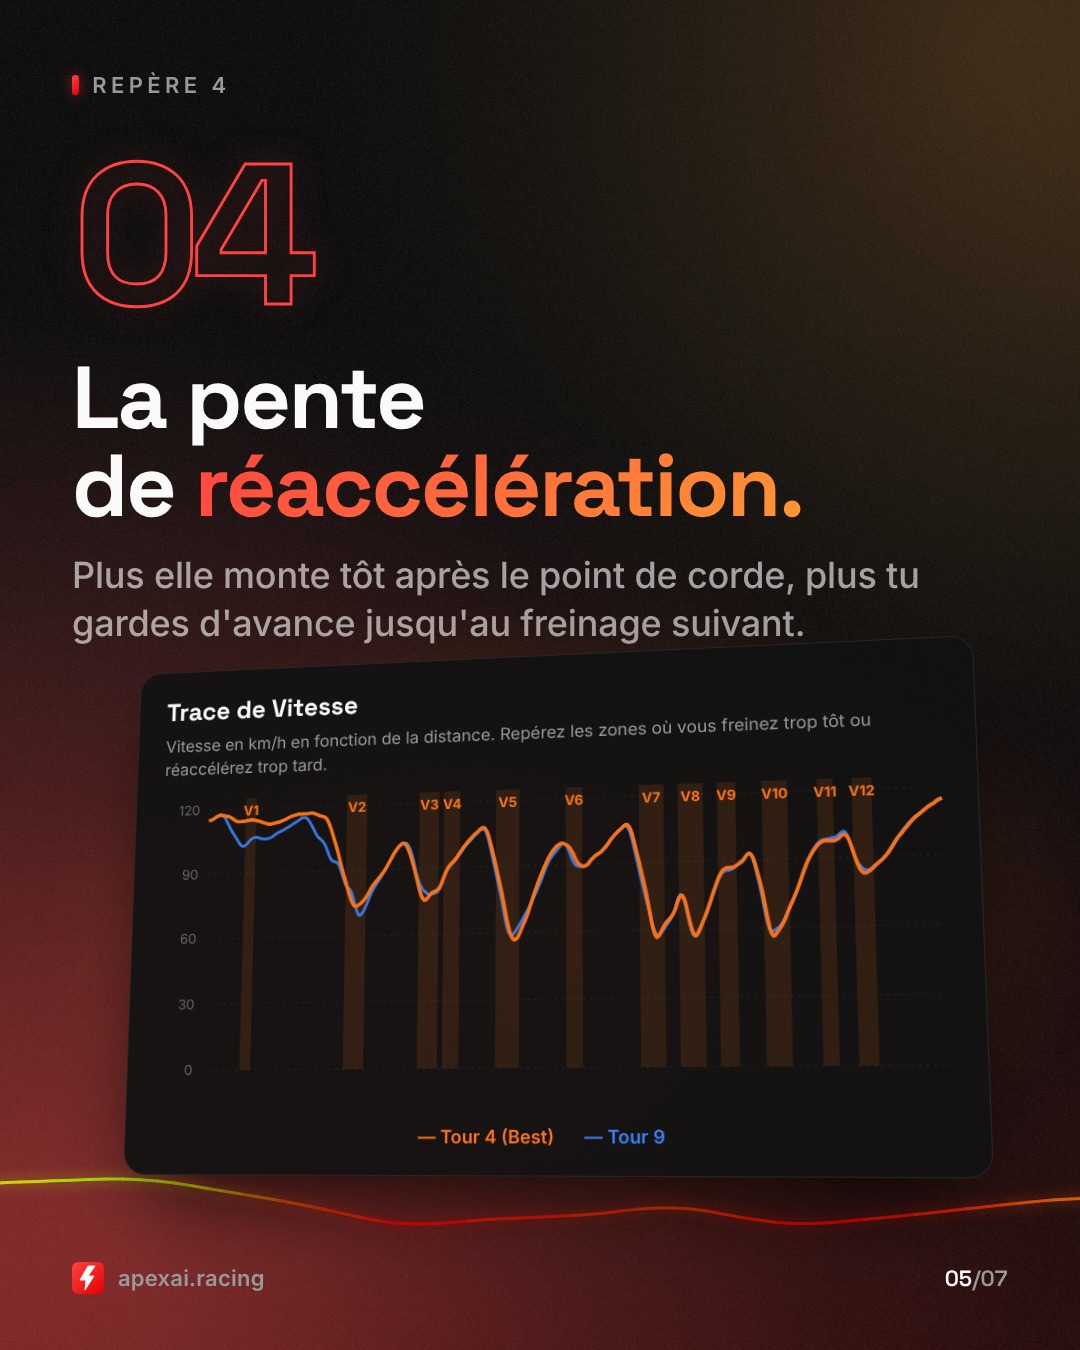 REPÈRE 4
04
La pente
de réaccélération.
Plus elle monte tôt après le point de corde, plus tu
gardes d'avance jusqu'au freinage suivant.
Trace de Vitesse
Vitesse en km/h en fonction de la distance. Repérez les zones où vous freinez trop tôt ou
réaccélérez trop tard.
V1 V2 V3 V4 V5 V6 V7 V8 V9 V10 V11 V12
120
90
60
30
0
— Tour 4 (Best) — Tour 9
apexai.racing
05/07